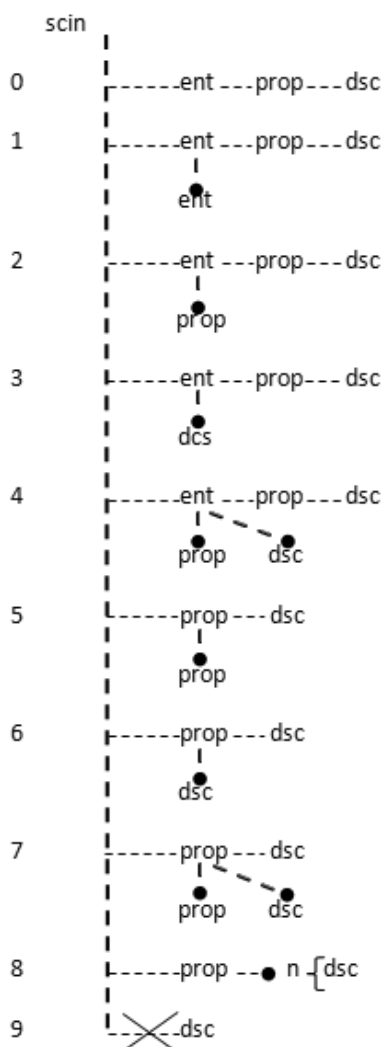 scin
0 ent prop dsc
1 ent prop dsc
ent
2 ent prop dsc
prop
3 ent prop dsc
dcs
4 ent prop dsc
prop dsc
5 prop dsc
prop
6 prop dsc
dsc
7 prop dsc
prop dsc
8 prop n {dsc
9 dsc